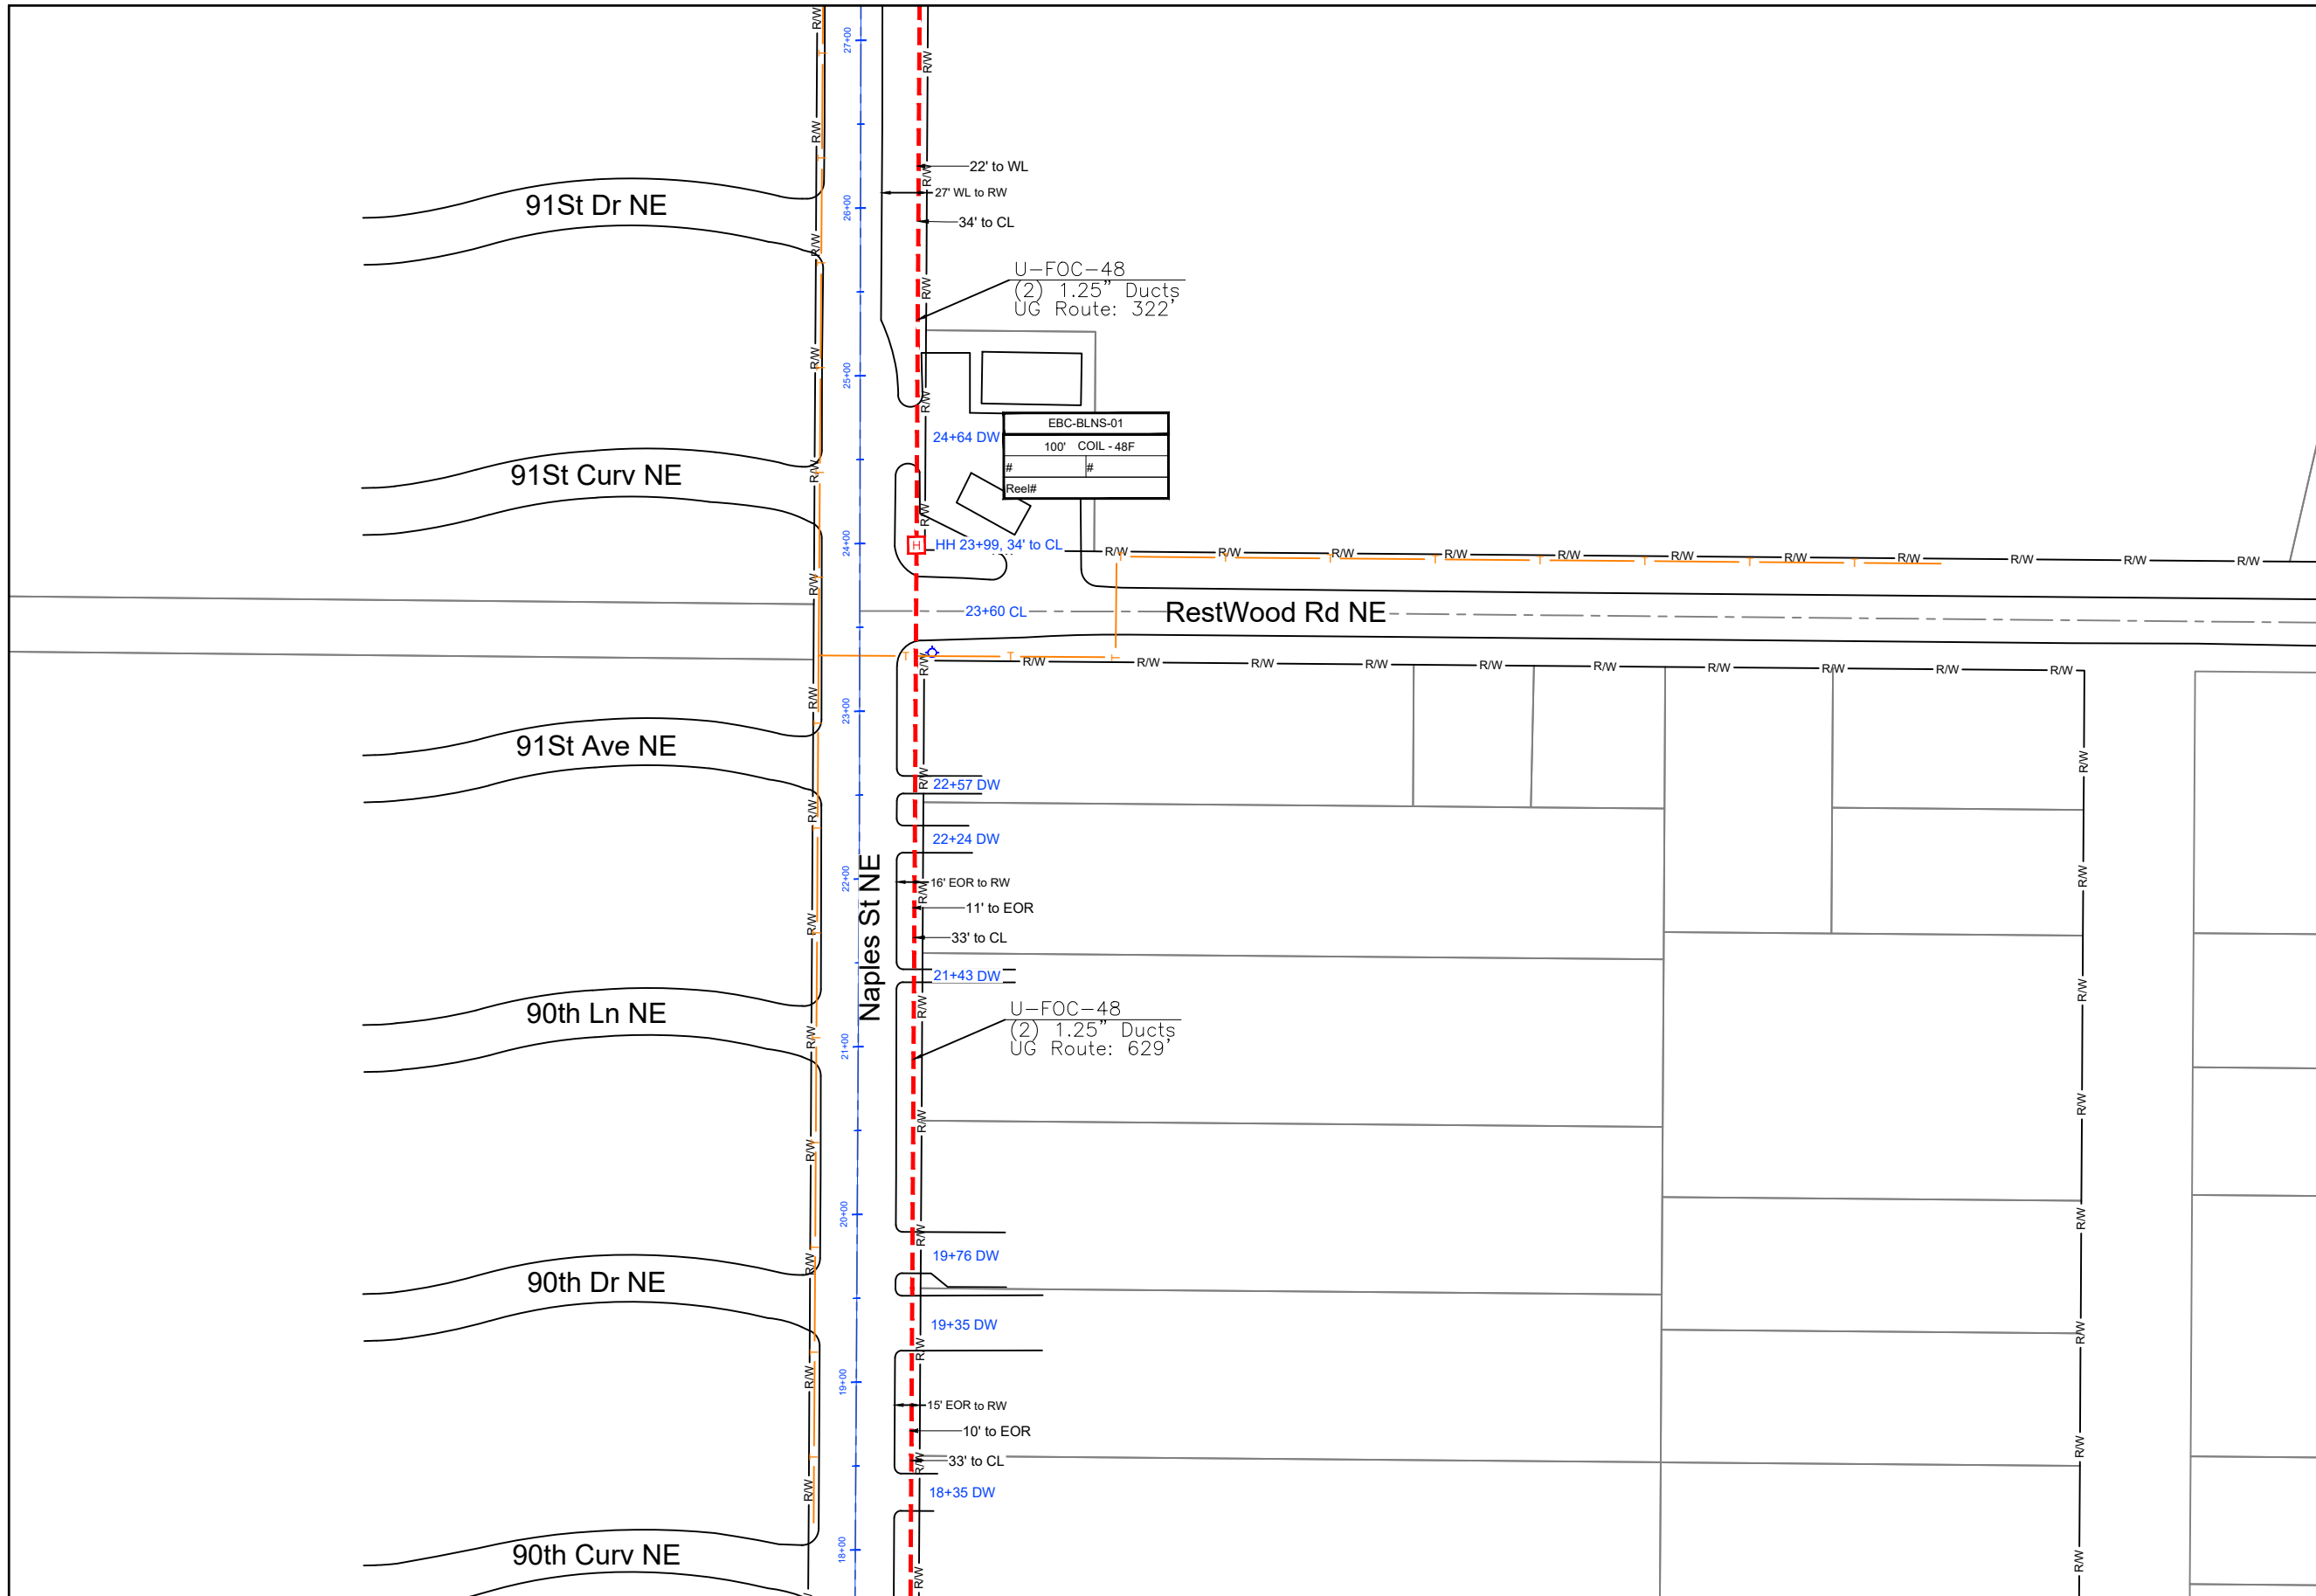 27+00
R/W
R/W
R/W
22' to WL
27' WL to RW
R/W
91St Dr NE
26+00
34' to CL
R/W
U-FOC-48
(2) 1.25" Ducts
UG Route: 322'
R/W
R/W
25+00
R/W
EBC-BLNS-01
24+64 DW
100' COIL - 48F
# #
Reel#
91St Curv NE
R/W
R/W
24+00
H
HH 23+99, 34' to CL
R/W R/W R/W R/W R/W R/W R/W R/W R/W R/W R/W
T T T T T T T T
R/W
23+60 CL
RestWood Rd NE
T T T
R/W R/W R/W R/W R/W R/W R/W R/W R/W R/W R/W
R/W
23+00
91St Ave NE
R/W
R/W
22+57 DW
R/W
22+24 DW
Naples St NE
22+00
16' EOR to RW
R/W
R/W
11' to EOR
R/W
33' to CL
21+43 DW
R/W
R/W
90th Ln NE
U-FOC-48
(2) 1.25" Ducts
UG Route: 629'
R/W
21+00
R/W
R/W
R/W
20+00
R/W
R/W
19+76 DW
R/W
90th Dr NE
19+35 DW
R/W
R/W
19+00
R/W
15' EOR to RW
10' to EOR
R/W
33' to CL
R/W
18+35 DW
R/W
18+00
90th Curv NE
R/W
R/W